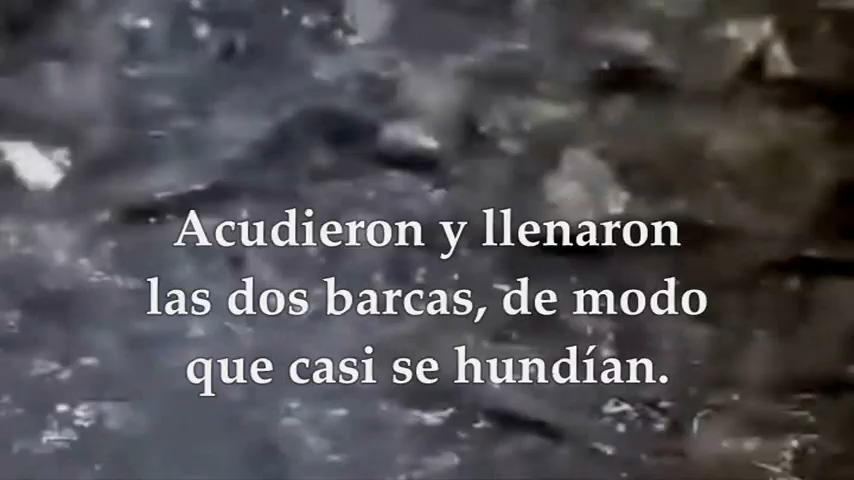 Acudieron y llenaron
las dos barcas, de modo
que casi se hundían.